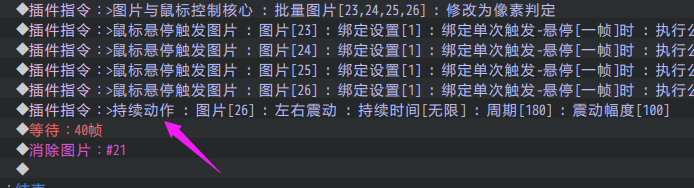 ◆插件指令：>图片与鼠标控制核心 : 批量图片[23,24,25,26] : 修改为像素判定
◆插件指令：>鼠标悬停触发图片 : 图片[23] : 绑定设置[1] : 绑定单次触发-悬停[一帧]时 : 执行公
◆插件指令：>鼠标悬停触发图片 : 图片[24] : 绑定设置[1] : 绑定单次触发-悬停[一帧]时 : 执行公
◆插件指令：>鼠标悬停触发图片 : 图片[25] : 绑定设置[1] : 绑定单次触发-悬停[一帧]时 : 执行公
◆插件指令：>鼠标悬停触发图片 : 图片[26] : 绑定设置[1] : 绑定单次触发-悬停[一帧]时 : 执行公
◆插件指令：>持续动作 : 图片[26] : 左右震动 : 持续时间[无限] : 周期[180] : 震动幅度[100]
◆等待：40帧
◆消除图片：#21
◆
：结束